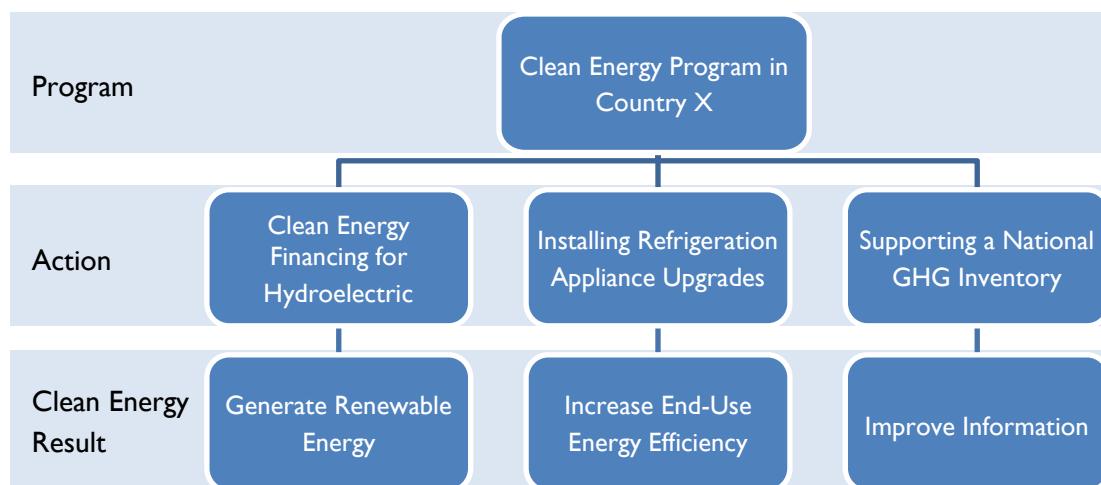 Program
Clean Energy Program in
Country X
Action
Clean Energy
Financing for
Hydroelectric
Installing Refrigeration
Appliance Upgrades
Supporting a National
GHG Inventory
Clean Energy
Result
Generate Renewable
Energy
Increase End-Use
Energy Efficiency
Improve Information